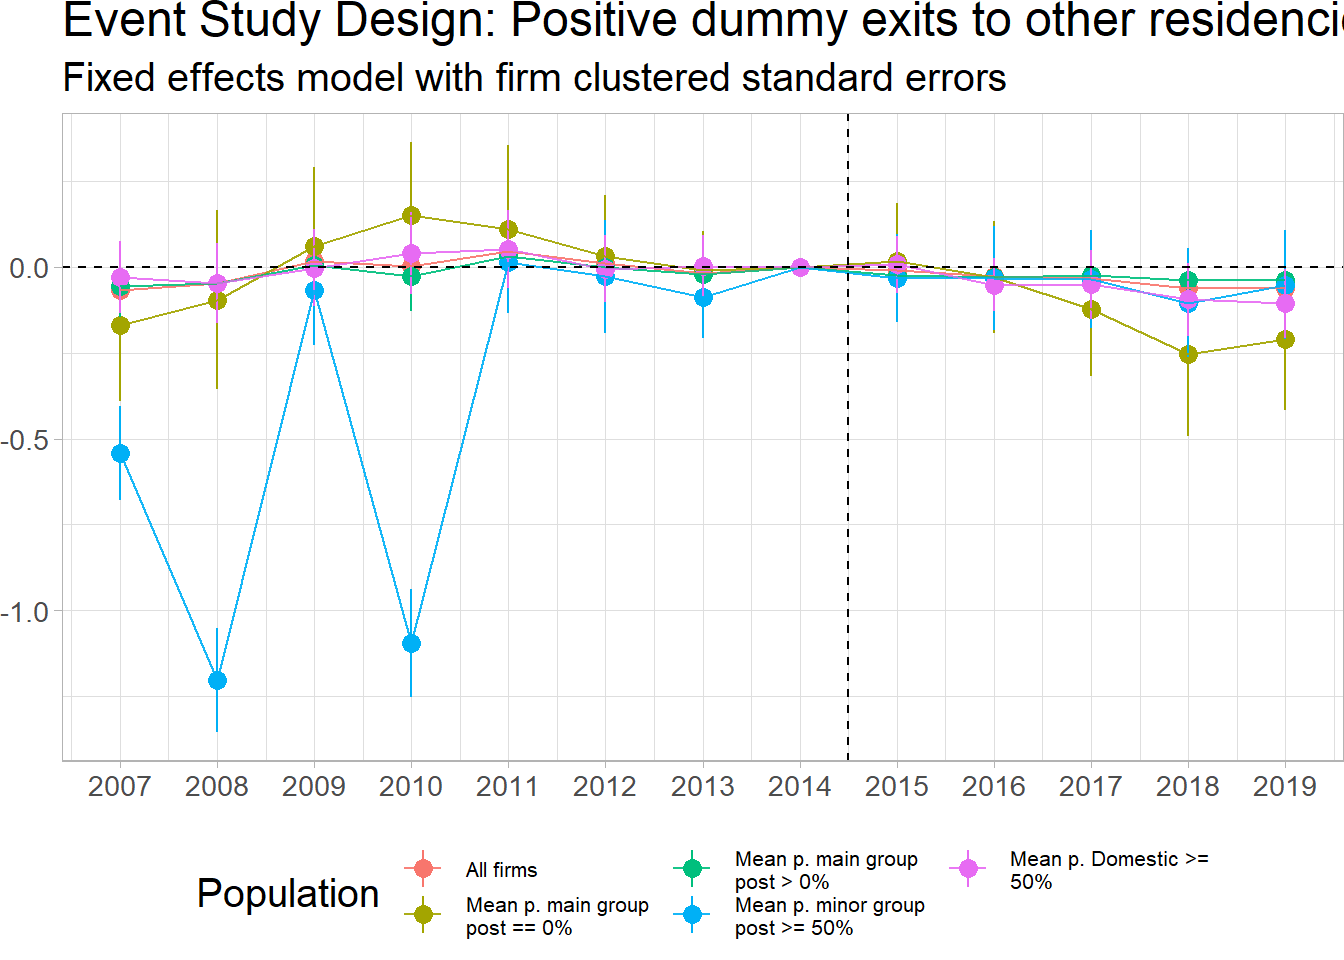 Event Study Design: Positive dummy exits to other
Fixed effects model with firm clustered standard errors
0.0
-0.5
-1.0
2007 2008 2009 2010 2011 2012 2013 2014 2015 2016 2017 2018 2019
Population
All firms
Mean p. main group
post == 0%
Mean p. main group
post > 0%
Mean p. minor group
post >= 50%
Mean p. Domestic >=
50%